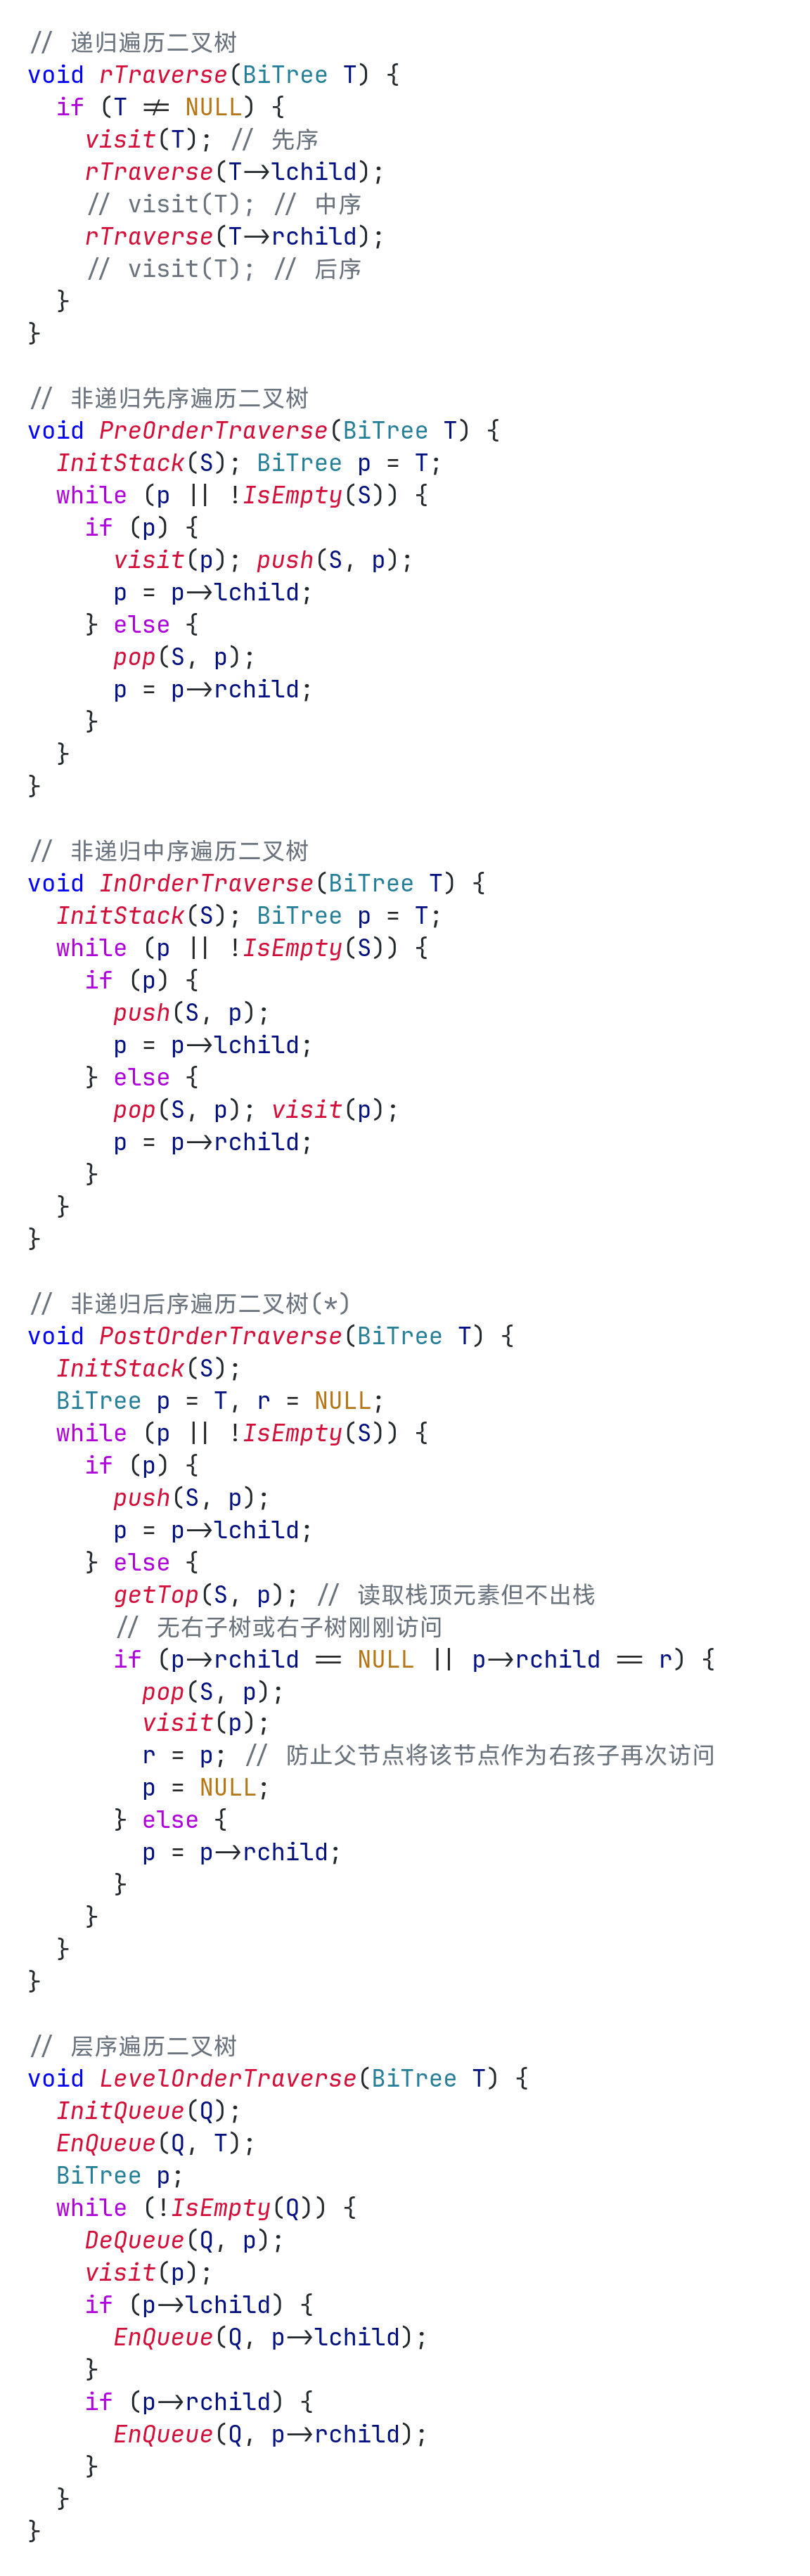 // 递归遍历二叉树
void rTraverse(BiTree T) {
  if (T != NULL) {
    visit(T); // 先序
    rTraverse(T->lchild);
    // visit(T); // 中序
    rTraverse(T->rchild);
    // visit(T); // 后序
  }
}

// 非递归先序遍历二叉树
void PreOrderTraverse(BiTree T) {
  InitStack(S); BiTree p = T;
  while (p || !IsEmpty(S)) {
    if (p) {
      visit(p); push(S, p);
      p = p->lchild;
    } else {
      pop(S, p);
      p = p->rchild;
    }
  }
}

// 非递归中序遍历二叉树
void InOrderTraverse(BiTree T) {
  InitStack(S); BiTree p = T;
  while (p || !IsEmpty(S)) {
    if (p) {
      push(S, p);
      p = p->lchild;
    } else {
      pop(S, p); visit(p);
      p = p->rchild;
    }
  }
}

// 非递归后序遍历二叉树(*)
void PostOrderTraverse(BiTree T) {
  InitStack(S);
  BiTree p = T, r = NULL;
  while (p || !IsEmpty(S)) {
    if (p) {
      push(S, p);
      p = p->lchild;
    } else {
      getTop(S, p); // 读取栈顶元素但不出栈
      // 无右子树或右子树刚刚访问
      if (p->rchild == NULL || p->rchild == r) {
        pop(S, p);
        visit(p);
        r = p; // 防止父节点将该节点作为右孩子再次访问
        p = NULL;
      } else {
        p = p->rchild;
      }
    }
  }
}

// 层序遍历二叉树
void LevelOrderTraverse(BiTree T) {
  InitQueue(Q);
  EnQueue(Q, T);
  BiTree p;
  while (!IsEmpty(Q)) {
    DeQueue(Q, p);
    visit(p);
    if (p->lchild) {
      EnQueue(Q, p->lchild);
    }
    if (p->rchild) {
      EnQueue(Q, p->rchild);
    }
  }
}